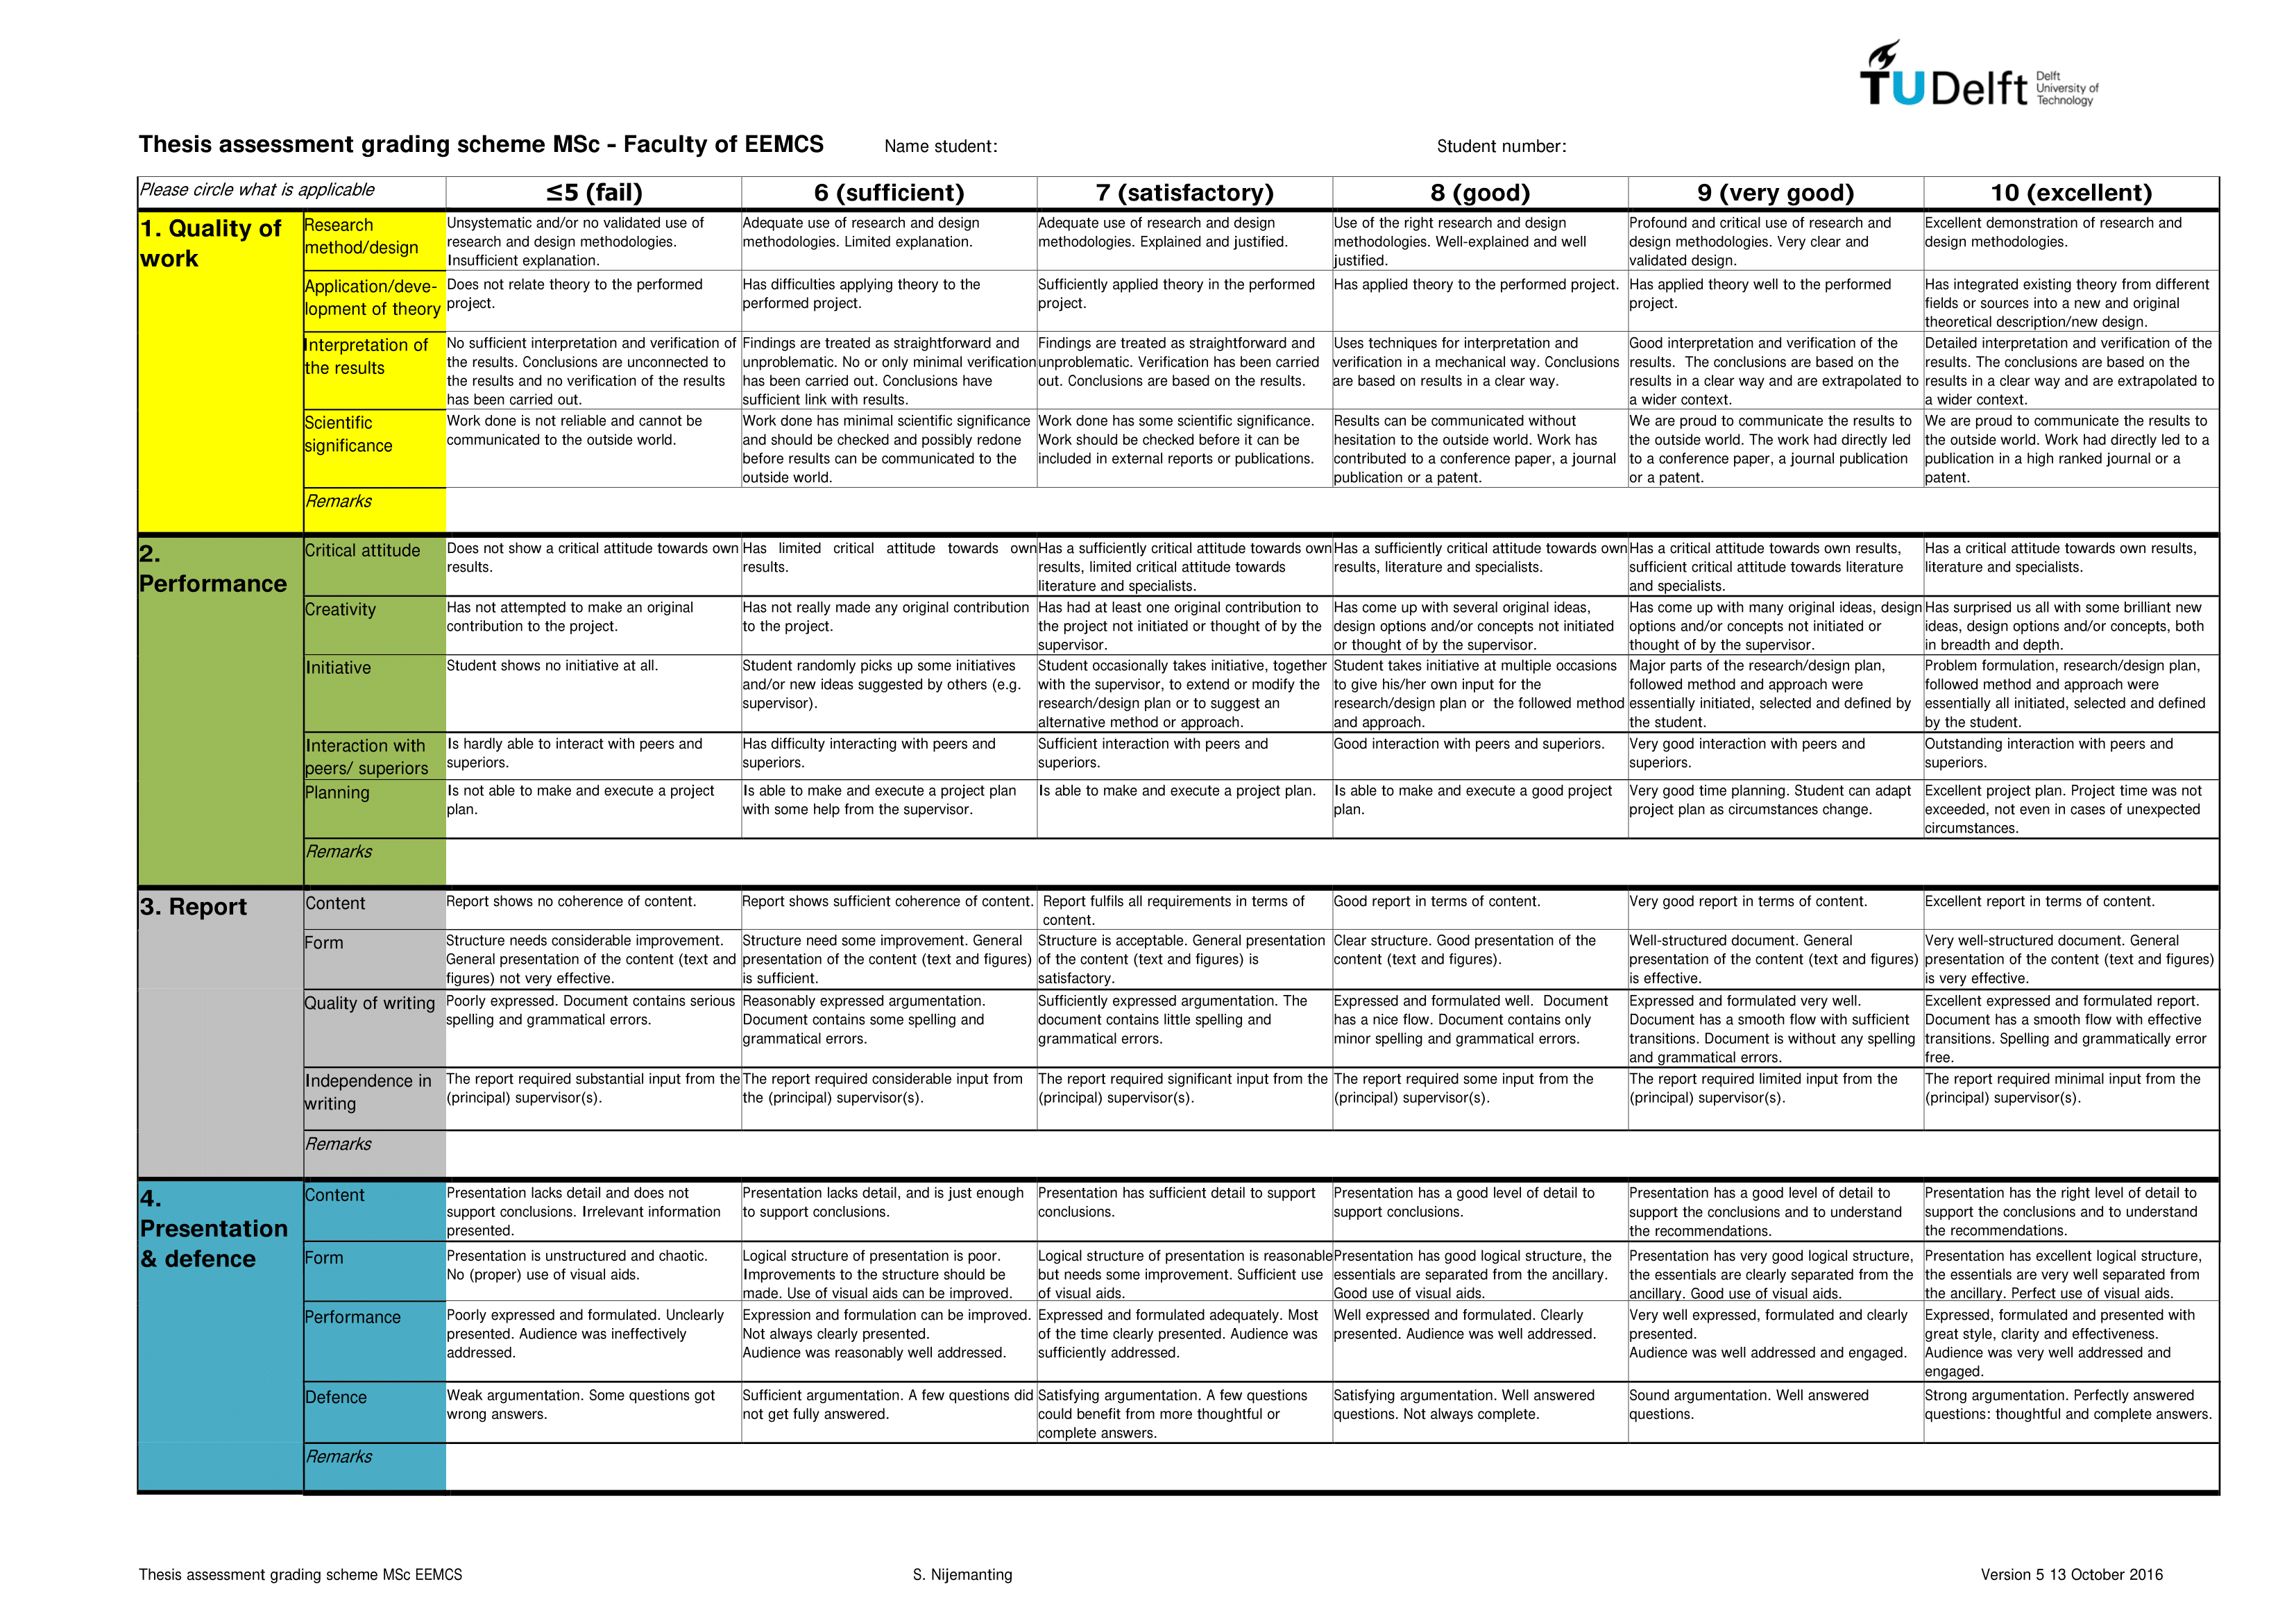 TU Delft
Delft
University of
Technology
Thesis assessment grading scheme MSc - Faculty of EEMCS
Name student:
Student number:
Please circle what is applicable
≤5 (fail)
6 (sufficient)
7 (satisfactory)
8 (good)
9 (very good)
10 (excellent)
1. Quality of
work
Research
method/design
Unsystematic and/or no validated use of
research and design methodologies.
Insufficient explanation.
Adequate use of research and design
methodologies. Limited explanation.
Adequate use of research and design
methodologies. Explained and justified.
Use of the right research and design
methodologies. Well-explained and well
justified.
Profound and critical use of research and
design methodologies. Very clear and
validated design.
Excellent demonstration of research and
design methodologies.
Application/deve-
lopment of theory
Does not relate theory to the performed
project.
Has difficulties applying theory to the
performed project.
Sufficiently applied theory in the performed
project.
Has applied theory to the performed project.
Has applied theory well to the performed
project.
Has integrated existing theory from different
fields or sources into a new and original
theoretical description/new design.
Interpretation of
the results
No sufficient interpretation and verification of
the results. Conclusions are unconnected to
the results and no verification of the results
has been carried out.
Findings are treated as straightforward and
unproblematic. No or only minimal verification
has been carried out. Conclusions have
sufficient link with results.
Findings are treated as straightforward and
unproblematic. Verification has been carried
out. Conclusions are based on the results.
Uses techniques for interpretation and
verification in a mechanical way. Conclusions
are based on results in a clear way.
Good interpretation and verification of the
results.  The conclusions are based on the
results in a clear way and are extrapolated to
a wider context.
Detailed interpretation and verification of the
results. The conclusions are based on the
results in a clear way and are extrapolated to
a wider context.
Scientific
significance
Work done is not reliable and cannot be
communicated to the outside world.
Work done has minimal scientific significance
and should be checked and possibly redone
before results can be communicated to the
outside world.
Work done has some scientific significance.
Work should be checked before it can be
included in external reports or publications.
Results can be communicated without
hesitation to the outside world. Work has
contributed to a conference paper, a journal
publication or a patent.
We are proud to communicate the results to
the outside world. The work had directly led
to a conference paper, a journal publication
or a patent.
We are proud to communicate the results to
the outside world. Work had directly led to a
publication in a high ranked journal or a
patent.
Remarks
2.
Performance
Critical attitude
Does not show a critical attitude towards own
results.
Has limited critical attitude towards own
results.
Has a sufficiently critical attitude towards own
results, limited critical attitude towards
literature and specialists.
Has a sufficiently critical attitude towards own
results, literature and specialists.
Has a critical attitude towards own results,
sufficient critical attitude towards literature
and specialists.
Has a critical attitude towards own results,
literature and specialists.
Creativity
Has not attempted to make an original
contribution to the project.
Has not really made any original contribution
to the project.
Has had at least one original contribution to
the project not initiated or thought of by the
supervisor.
Has come up with several original ideas,
design options and/or concepts not initiated
or thought of by the supervisor.
Has come up with many original ideas, design
options and/or concepts not initiated or
thought of by the supervisor.
Has surprised us all with some brilliant new
ideas, design options and/or concepts, both
in breadth and depth.
Initiative
Student shows no initiative at all.
Student randomly picks up some initiatives
and/or new ideas suggested by others (e.g.
supervisor).
Student occasionally takes initiative, together
with the supervisor, to extend or modify the
research/design plan or to suggest an
alternative method or approach.
Student takes initiative at multiple occasions
to give his/her own input for the
research/design plan or  the followed method
and approach.
Major parts of the research/design plan,
followed method and approach were
essentially initiated, selected and defined by
the student.
Problem formulation, research/design plan,
followed method and approach were
essentially all initiated, selected and defined
by the student.
Interaction with
peers/ superiors
Is hardly able to interact with peers and
superiors.
Has difficulty interacting with peers and
superiors.
Sufficient interaction with peers and
superiors.
Good interaction with peers and superiors.
Very good interaction with peers and
superiors.
Outstanding interaction with peers and
superiors.
Planning
Is not able to make and execute a project
plan.
Is able to make and execute a project plan
with some help from the supervisor.
Is able to make and execute a project plan.
Is able to make and execute a good project
plan.
Very good time planning. Student can adapt
project plan as circumstances change.
Excellent project plan. Project time was not
exceeded, not even in cases of unexpected
circumstances.
Remarks
3. Report
Content
Report shows no coherence of content.
Report shows sufficient coherence of content.
Report fulfils all requirements in terms of
content.
Good report in terms of content.
Very good report in terms of content.
Excellent report in terms of content.
Form
Structure needs considerable improvement.
General presentation of the content (text and
figures) not very effective.
Structure need some improvement. General
presentation of the content (text and figures)
is sufficient.
Structure is acceptable. General presentation
of the content (text and figures) is
satisfactory.
Clear structure. Good presentation of the
content (text and figures).
Well-structured document. General
presentation of the content (text and figures)
is effective.
Very well-structured document. General
presentation of the content (text and figures)
is very effective.
Quality of writing
Poorly expressed. Document contains serious
spelling and grammatical errors.
Reasonably expressed argumentation.
Document contains some spelling and
grammatical errors.
Sufficiently expressed argumentation. The
document contains little spelling and
grammatical errors.
Expressed and formulated well.  Document
has a nice flow. Document contains only
minor spelling and grammatical errors.
Expressed and formulated very well.
Document has a smooth flow with sufficient
transitions. Document is without any spelling
and grammatical errors.
Excellent expressed and formulated report.
Document has a smooth flow with effective
transitions. Spelling and grammatically error
free.
Independence in
writing
The report required substantial input from the
(principal) supervisor(s).
The report required considerable input from
the (principal) supervisor(s).
The report required significant input from the
(principal) supervisor(s).
The report required some input from the
(principal) supervisor(s).
The report required limited input from the
(principal) supervisor(s).
The report required minimal input from the
(principal) supervisor(s).
Remarks
4.
Presentation
& defence
Content
Presentation lacks detail and does not
support conclusions. Irrelevant information
presented.
Presentation lacks detail, and is just enough
to support conclusions.
Presentation has sufficient detail to support
conclusions.
Presentation has a good level of detail to
support conclusions.
Presentation has a good level of detail to
support the conclusions and to understand
the recommendations.
Presentation has the right level of detail to
support the conclusions and to understand
the recommendations.
Form
Presentation is unstructured and chaotic.
No (proper) use of visual aids.
Logical structure of presentation is poor.
Improvements to the structure should be
made. Use of visual aids can be improved.
Logical structure of presentation is reasonable
but needs some improvement. Sufficient use
of visual aids.
Presentation has good logical structure, the
essentials are separated from the ancillary.
Good use of visual aids.
Presentation has very good logical structure,
the essentials are clearly separated from the
ancillary. Good use of visual aids.
Presentation has excellent logical structure,
the essentials are very well separated from
the ancillary. Perfect use of visual aids.
Performance
Poorly expressed and formulated. Unclearly
presented. Audience was ineffectively
addressed.
Expression and formulation can be improved.
Not always clearly presented.
Audience was reasonably well addressed.
Expressed and formulated adequately. Most
of the time clearly presented. Audience was
sufficiently addressed.
Well expressed and formulated. Clearly
presented. Audience was well addressed.
Very well expressed, formulated and clearly
presented.
Audience was well addressed and engaged.
Expressed, formulated and presented with
great style, clarity and effectiveness.
Audience was very well addressed and
engaged.
Defence
Weak argumentation. Some questions got
wrong answers.
Sufficient argumentation. A few questions did
not get fully answered.
Satisfying argumentation. A few questions
could benefit from more thoughtful or
complete answers.
Satisfying argumentation. Well answered
questions. Not always complete.
Sound argumentation. Well answered
questions.
Strong argumentation. Perfectly answered
questions: thoughtful and complete answers.
Remarks
Thesis assessment grading scheme MSc EEMCS
S. Nijemanting
Version 5 13 October 2016